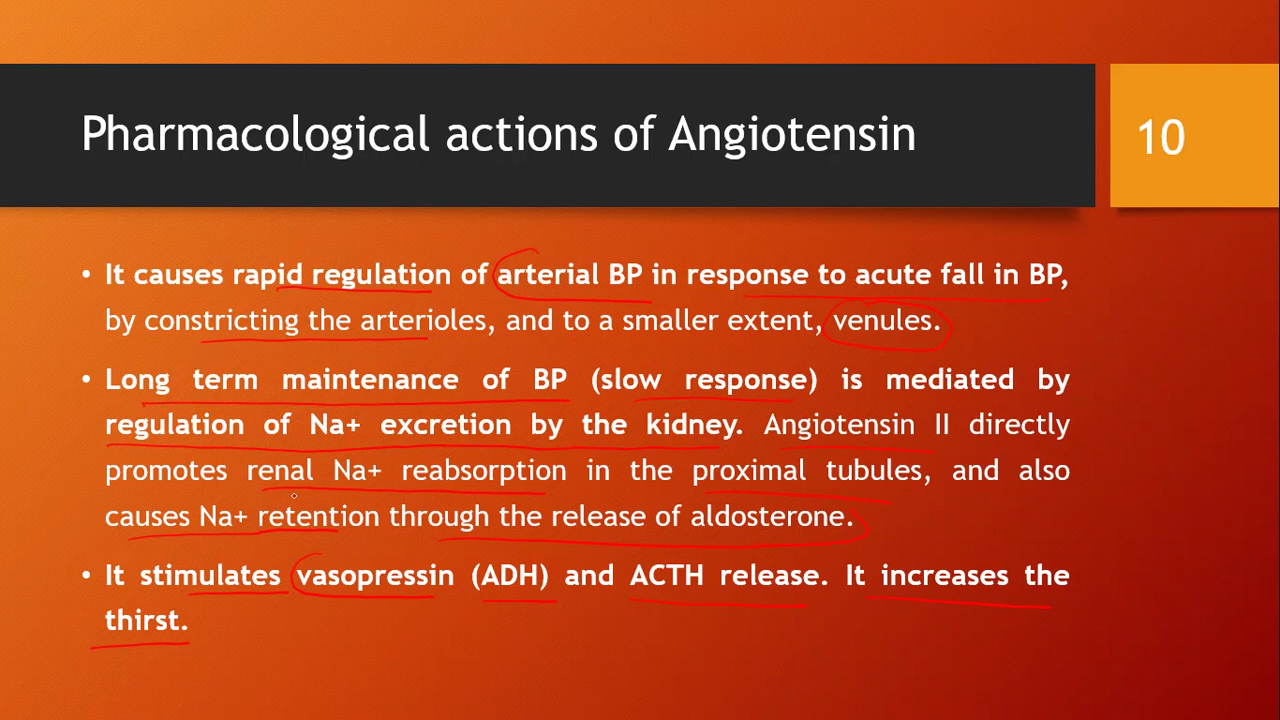 Pharmacological actions of Angiotensin
10
• It causes rapid regulation of arterial BP in response to acute fall in BP,
by constricting the arterioles, and to a smaller extent, venules.
• Long term maintenance of BP (slow response) is mediated by
regulation of Na+ excretion by the kidney. Angiotensin II directly
promotes renal Na+ reabsorption in the proximal tubules, and also
causes Na+ retention through the release of aldosterone.
• It stimulates vasopressin (ADH) and ACTH release. It increases the
thirst.